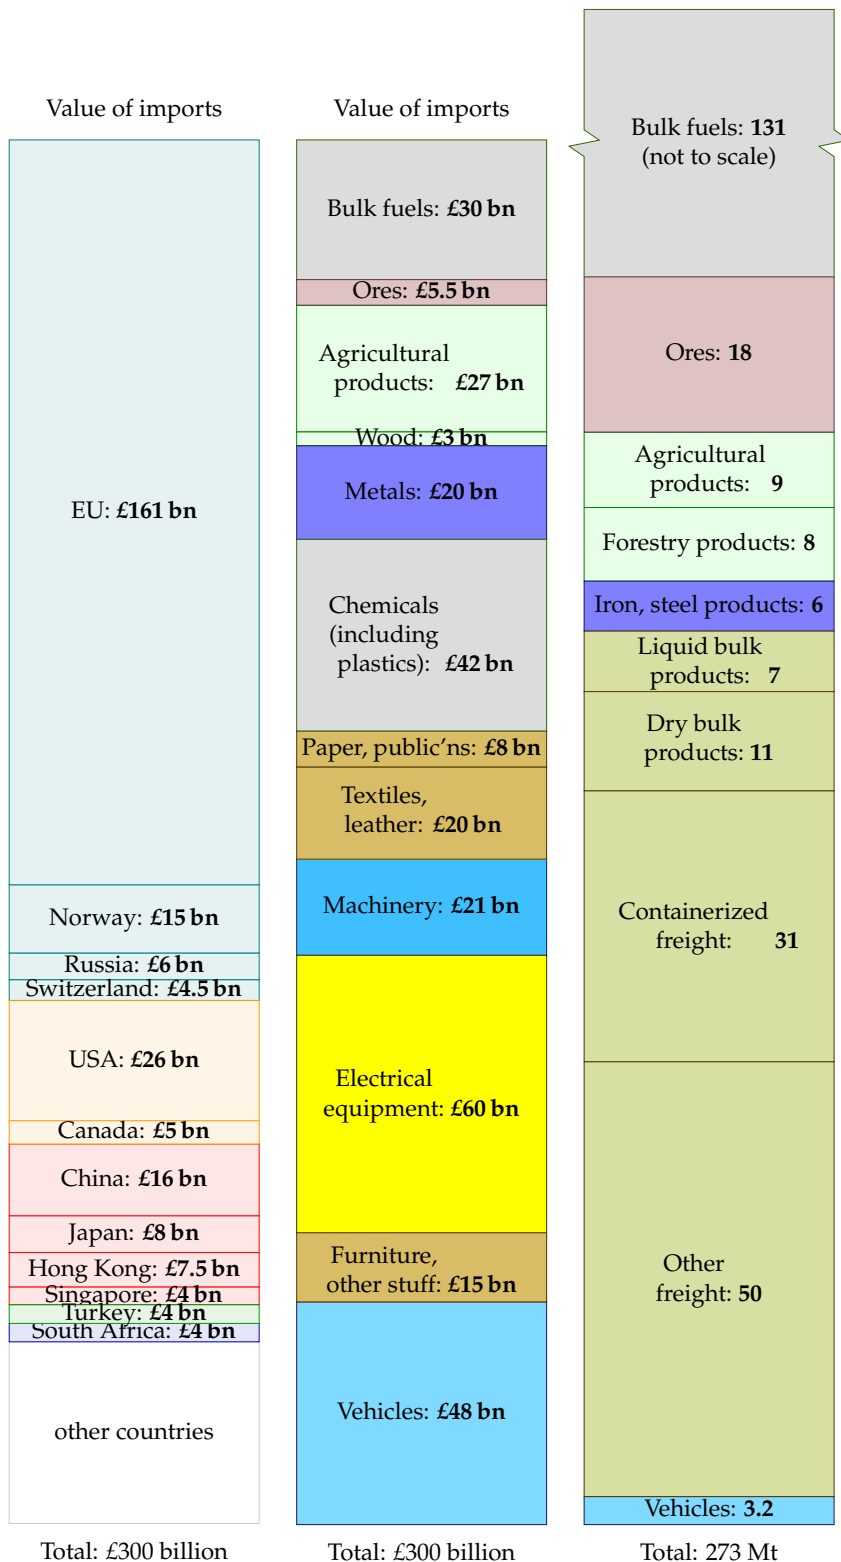 Value of imports
EU: £161 bn
Norway: £15 bn
Russia: £6 bn
Switzerland: £4.5 bn
USA: £26 bn
Canada: £5 bn
China: £16 bn
Japan: £8 bn
Hong Kong: £7.5 bn
Singapore: £4 bn
Turkey: £4 bn
South Africa: £4 bn
other countries
Total: £300 billion
Value of imports
Bulk fuels: £30 bn
Ores: £5.5 bn
Agricultural
products: £27 bn
Wood: £3 bn
Metals: £20 bn
Chemicals
(including
plastics): £42 bn
Paper, public'ns: £8 bn
Textiles,
leather: £20 bn
Machinery: £21 bn
Electrical
equipment: £60 bn
Furniture,
other stuff: £15 bn
Vehicles: £48 bn
Total: £300 billion
Bulk fuels: 131
(not to scale)
Ores: 18
Agricultural
products: 9
Forestry products: 8
Iron, steel products: 6
Liquid bulk
products: 7
Dry bulk
products: 11
Containerized
freight: 31
Other
freight: 50
Vehicles: 3.2
Total: 273 Mt